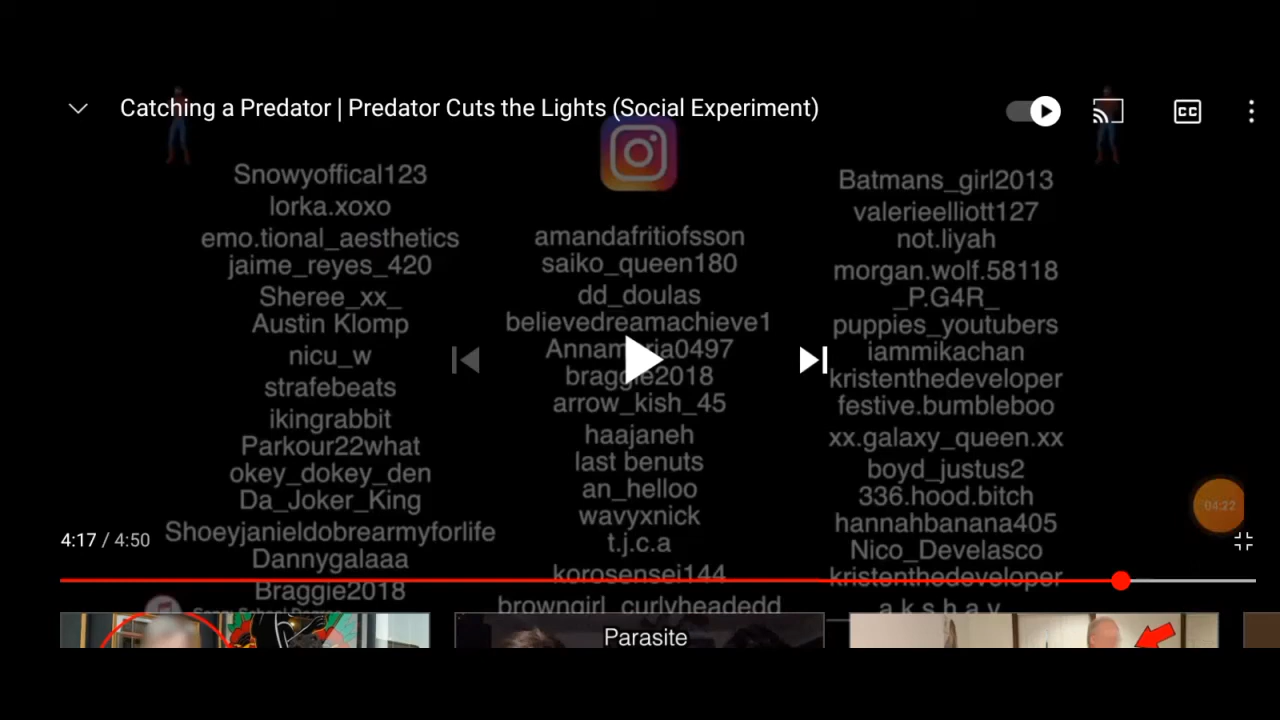 Catching a Predator | Predator Cuts the Lights (Social Experiment)
CC
Snowyoffical123
lorka.xoxo
emo.tional_aesthetics
jaime_reyes_420
Sheree_xx_
Austin Klomp
nicu_w
strafebeats
ikingrabbit
Parkour22what
okey_dokey_den
Da_Joker_King
Shoeyjanieldobrearmyforlife
Dannygalaaa
Braggie2018
amandafritiofsson
saiko_queen180
dd_doulas
believedreamachieve1
braggie2018
arrow_kish_45
haajaneh
last benuts
an_helloo
wavyxnick
t.j.c.a
korosensei144
browngirl_curlyheadedd
Batmans_girl2013
valerieelliott127
not.liyah
morgan.wolf.58118
_P.G4R_
puppies_youtubers
iammikachan
kristenthedeveloper
festive.bumbleboo
xx.galaxy_queen.xx
boyd_justus2
336.hood.bitch
hannahbanana405
Nico_Develasco
kristenthedeveloper
04:22
4:17 / 4:50
Parasite